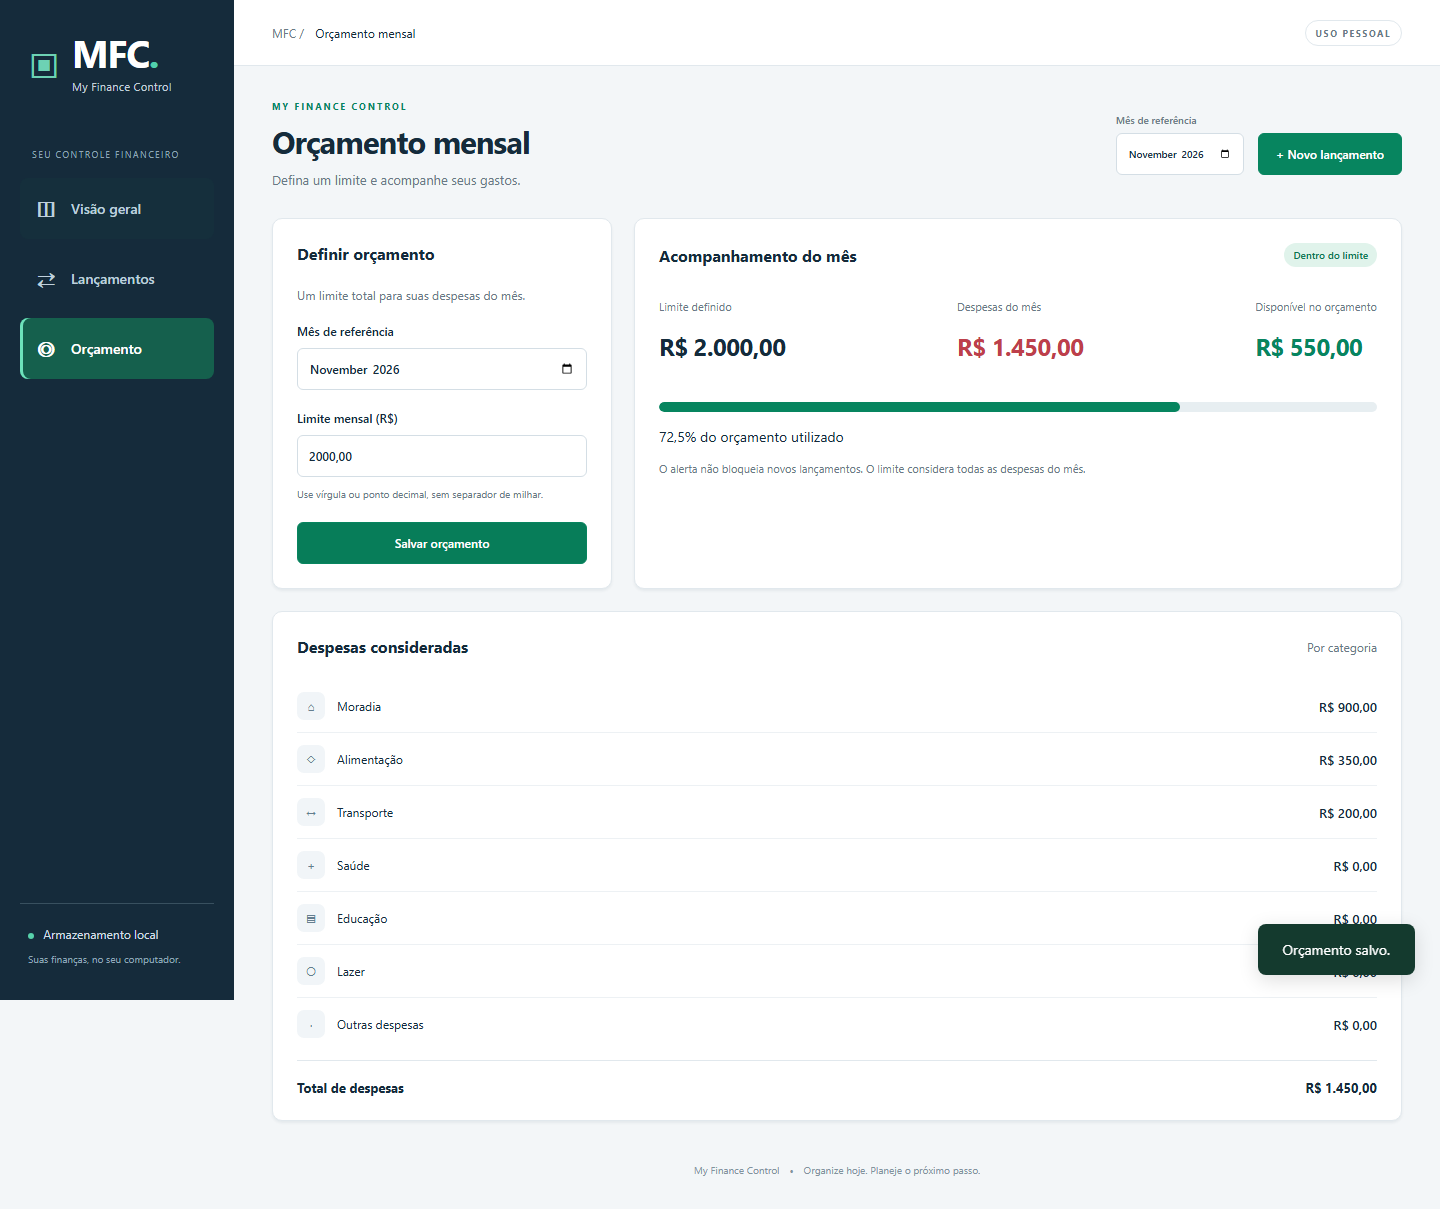 MFC.
My Finance Control
SEU CONTROLE FINANCEIRO
Visão geral
Lançamentos
Orçamento
Armazenamento local
Suas finanças, no seu computador.
MFC / Orçamento mensal
USO PESSOAL
MY FINANCE CONTROL
Orçamento mensal
Defina um limite e acompanhe seus gastos.
Mês de referência
November 2026
+ Novo lançamento
Definir orçamento
Um limite total para suas despesas do mês.
Mês de referência
November 2026
Limite mensal (R$)
2000,00
Use vírgula ou ponto decimal, sem separador de milhar.
Salvar orçamento
Acompanhamento do mês
Dentro do limite
Limite definido
R$ 2.000,00
Despesas do mês
R$ 1.450,00
Disponível no orçamento
R$ 550,00
72,5% do orçamento utilizado
O alerta não bloqueia novos lançamentos. O limite considera todas as despesas do mês.
Despesas consideradas
Por categoria
Moradia R$ 900,00
Alimentação R$ 350,00
Transporte R$ 200,00
Saúde R$ 0,00
Educação R$ 0,00
Lazer
Outras despesas R$ 0,00
Total de despesas R$ 1.450,00
Orçamento salvo.
My Finance Control • Organize hoje. Planeje o próximo passo.